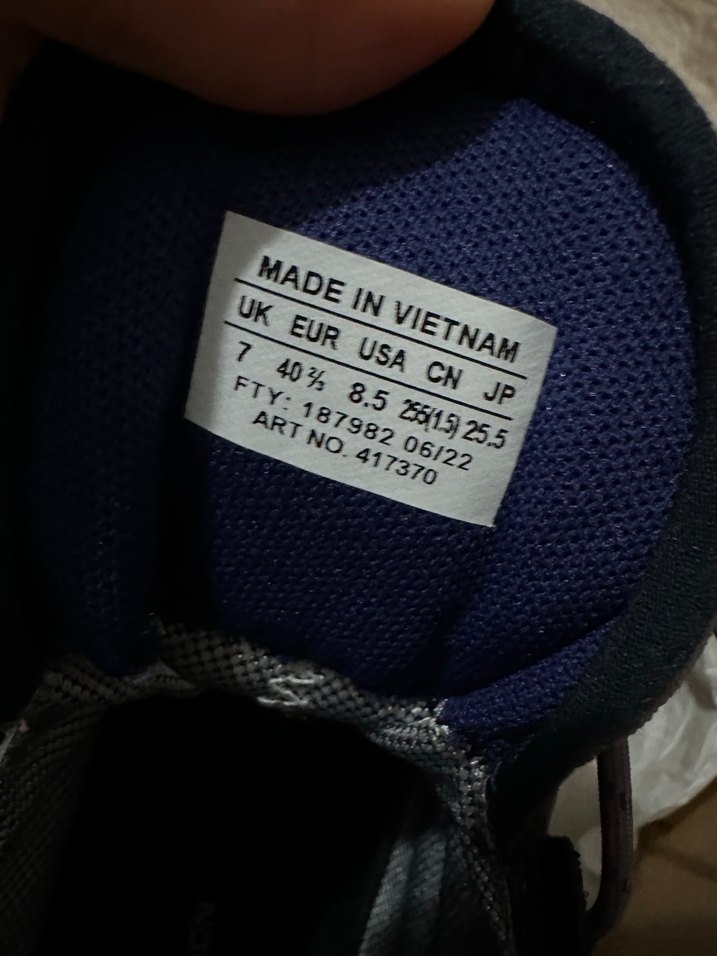 MADE IN VIETNAM
UK EUR USA CN JP
7 40⅔ 8.5 255(1.5) 25.5
FTY: 187982 06/22
ART NO. 417370